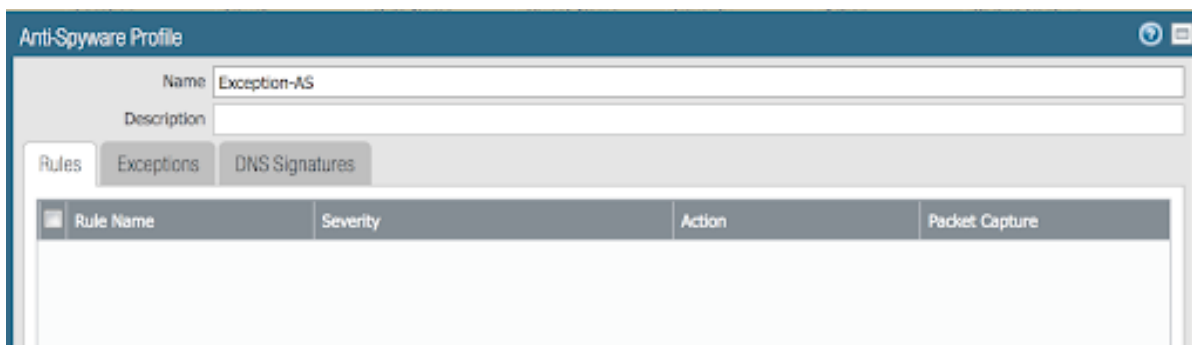 Anti-Spyware Profile
Name Exception-AS
Description
Rules Exceptions DNS Signatures
Rule Name Severity Action Packet Capture